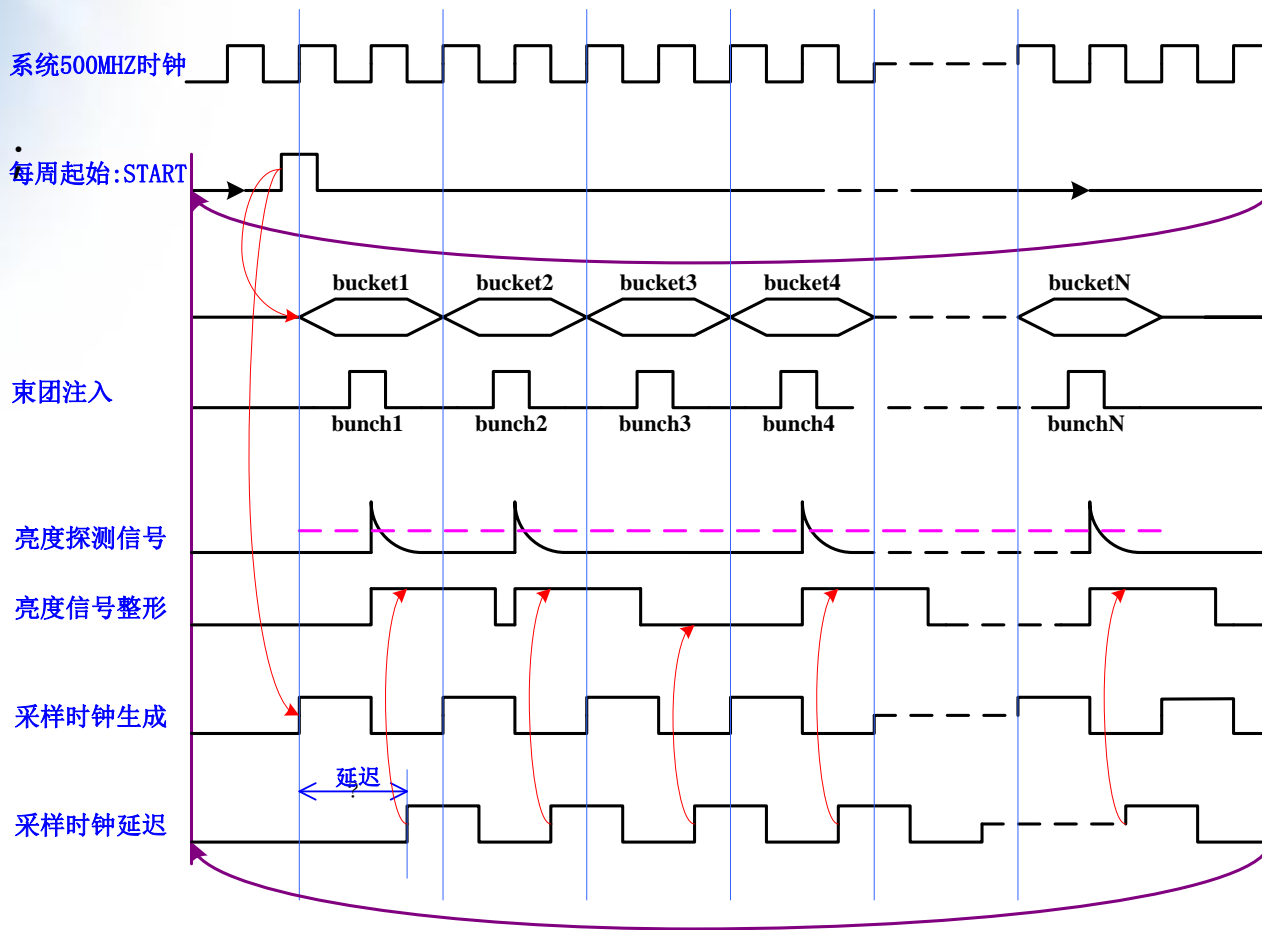 系统500MHZ时钟
每周起始:START
bucket1 bucket2 bucket3 bucket4 bucketN
束团注入
bunch1 bunch2 bunch3 bunch4 bunchN
亮度探测信号
亮度信号整形
采样时钟生成
延迟
?
采样时钟延迟